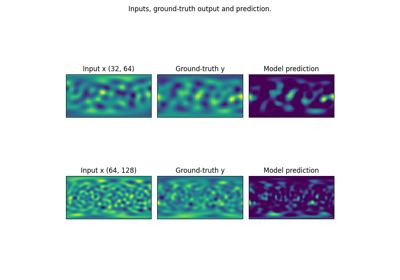 Inputs, ground-truth output and prediction.
Input x (32, 64) Ground-truth y Model prediction
Input x (64, 128) Ground-truth y Model prediction